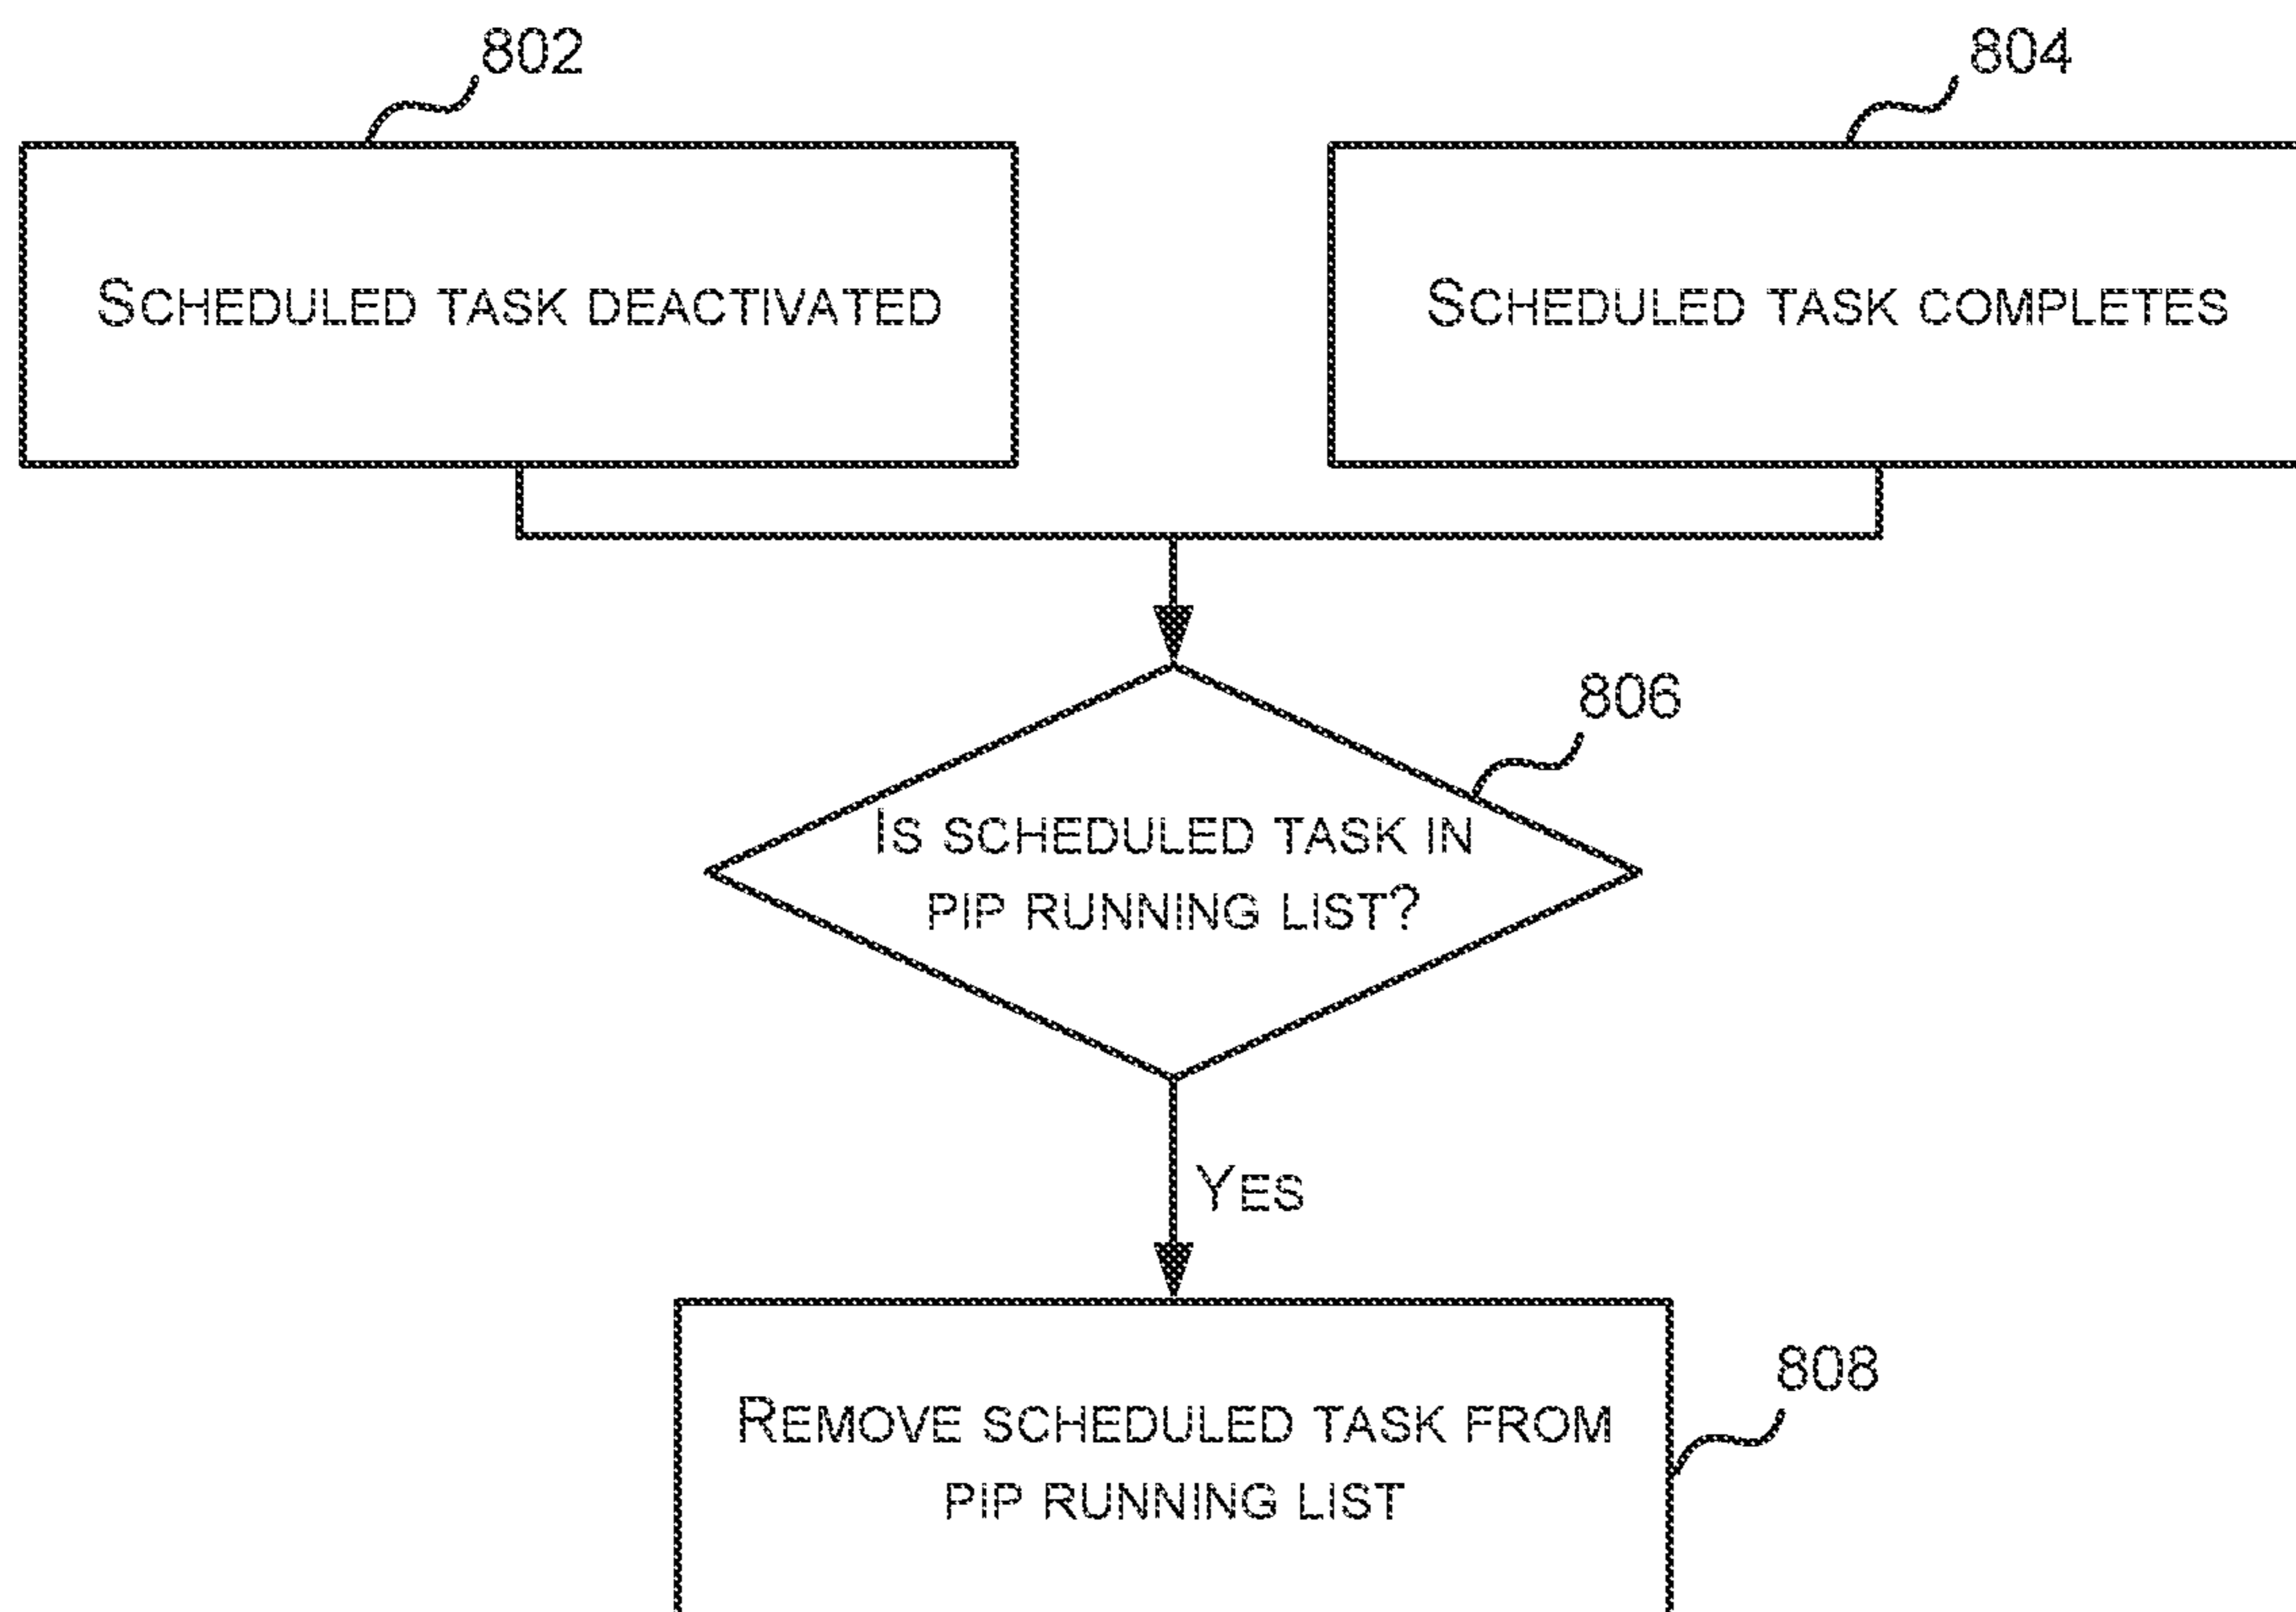 802
804
SCHEDULED TASK DEACTIVATED
SCHEDULED TASK COMPLETES
806
IS SCHEDULED TASK IN
PIP RUNNING LIST?
YES
808
REMOVE SCHEDULED TASK FROM
PIP RUNNING LIST